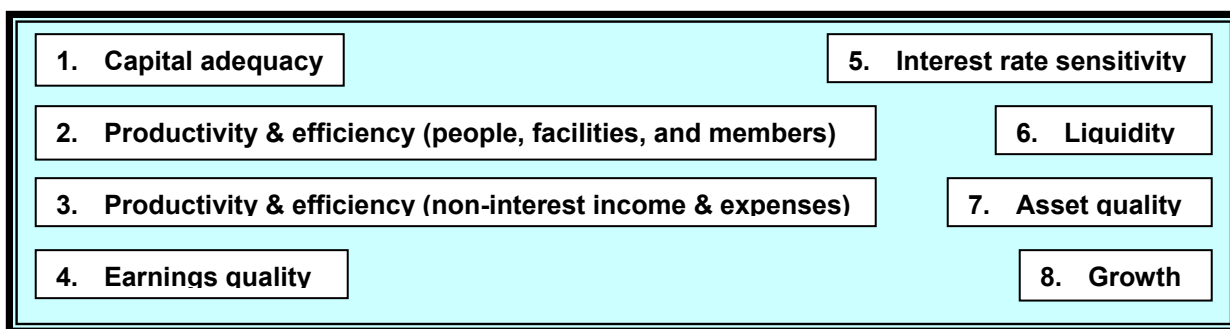 1. Capital adequacy
2. Productivity & efficiency (people, facilities, and members)
3. Productivity & efficiency (non-interest income & expenses)
4. Earnings quality
5. Interest rate sensitivity
6. Liquidity
7. Asset quality
8. Growth